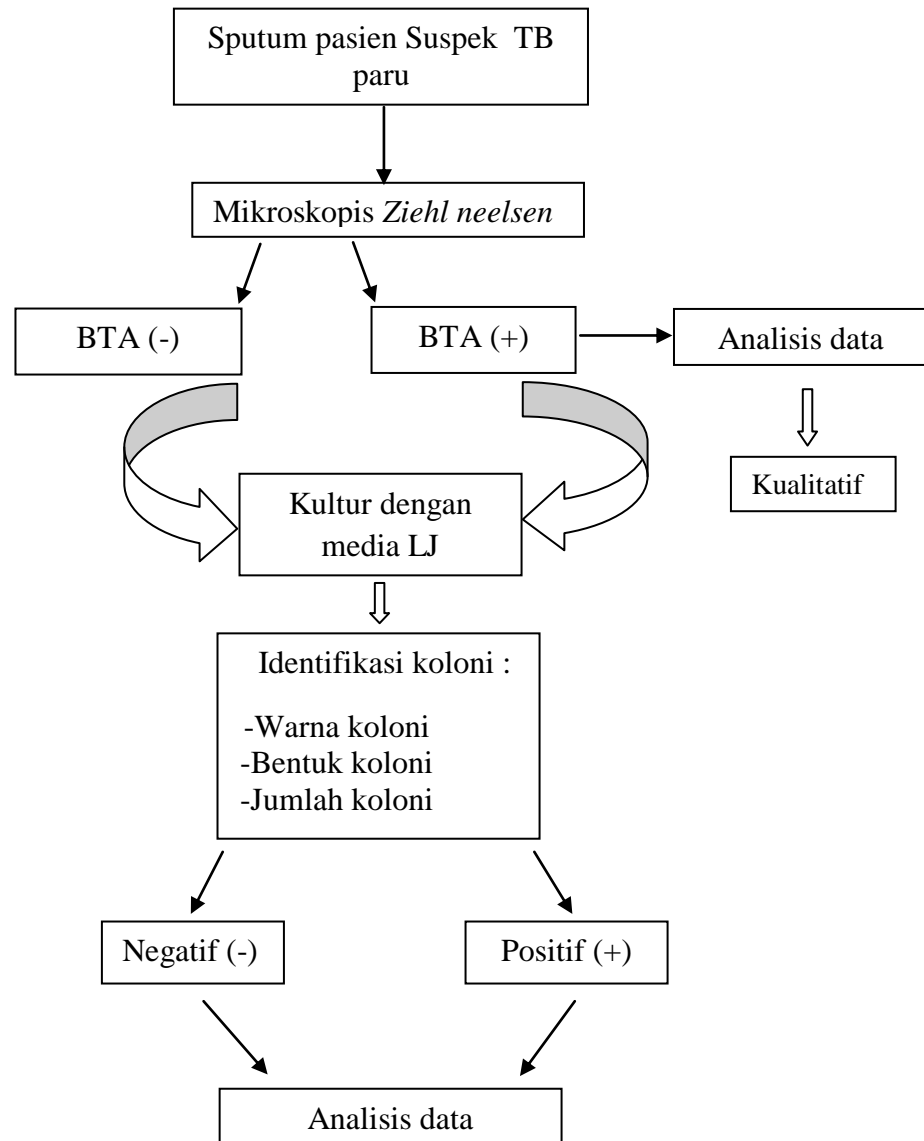 Sputum pasien Suspek TB
paru
Mikroskopis Ziehl neelsen
BTA (-)
BTA (+)
Analisis data
Kualitatif
Kultur dengan
media LJ
Identifikasi koloni :
-Warna koloni
-Bentuk koloni
-Jumlah koloni
Negatif (-)
Positif (+)
Analisis data